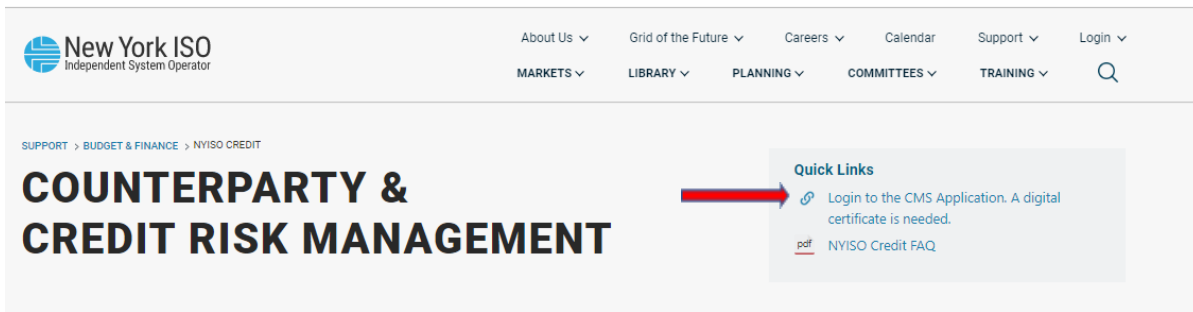 New York ISO
Independent System Operator
About Us
Grid of the Future
Careers
Calendar
Support
Login
MARKETS
LIBRARY
PLANNING
COMMITTEES
TRAINING
SUPPORT > BUDGET & FINANCE > NYISO CREDIT
COUNTERPARTY &
CREDIT RISK MANAGEMENT
Quick Links
Login to the CMS Application. A digital
certificate is needed.
pdf NYISO Credit FAQ